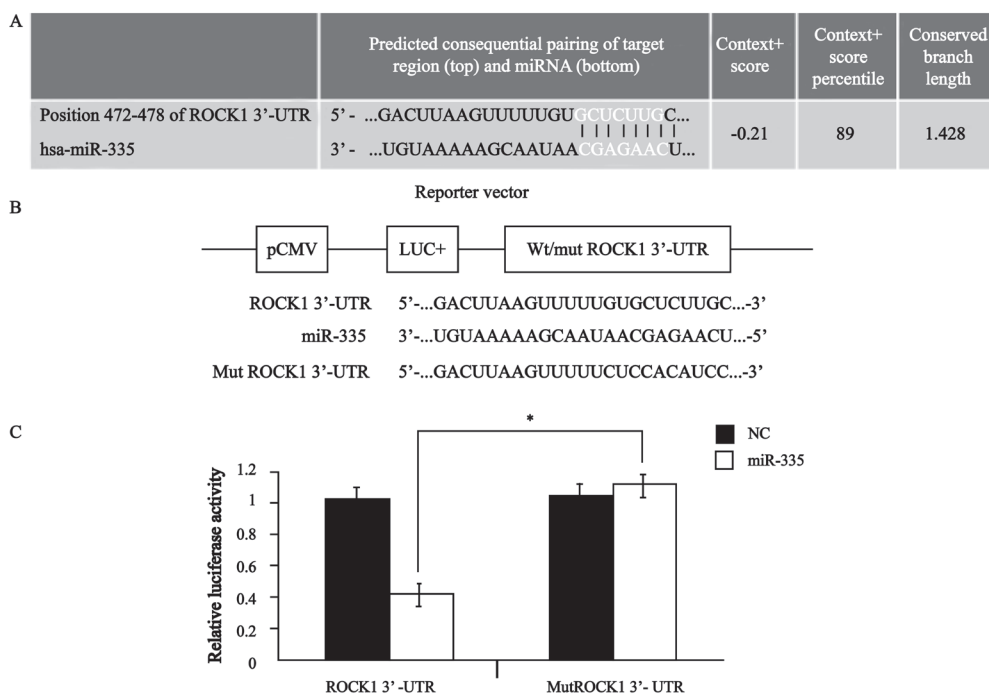 A
Predicted consequential pairing of target
region (top) and miRNA (bottom)
Context+
score
Context+
score
percentile
Conserved
branch
length
Position 472-478 of ROCK1 3’-UTR
5’- ...GACUUAAGUUUUUGUGCUCUUGC...
hsa-miR-335
3’- ...UGUAAAAAGCAAUAACGAGAACU...
-0.21
89
1.428
Reporter vector
B
pCMV
LUC+
Wt/mut ROCK1 3’-UTR
ROCK1 3’-UTR 5’-...GACUUAAGUUUUUGUGCUCUUGC...-3’
miR-335 3’-...UGUAAAAAGCAAUAACGAGAACU...-5’
Mut ROCK1 3’-UTR 5’-...GACUUAAGUUUUUCUCCACAUCC...-3’
C
*
NC
miR-335
Relative luciferase activity
1.2
1
0.8
0.6
0.4
0.2
0
ROCK1 3’-UTR
MutROCK1 3’- UTR